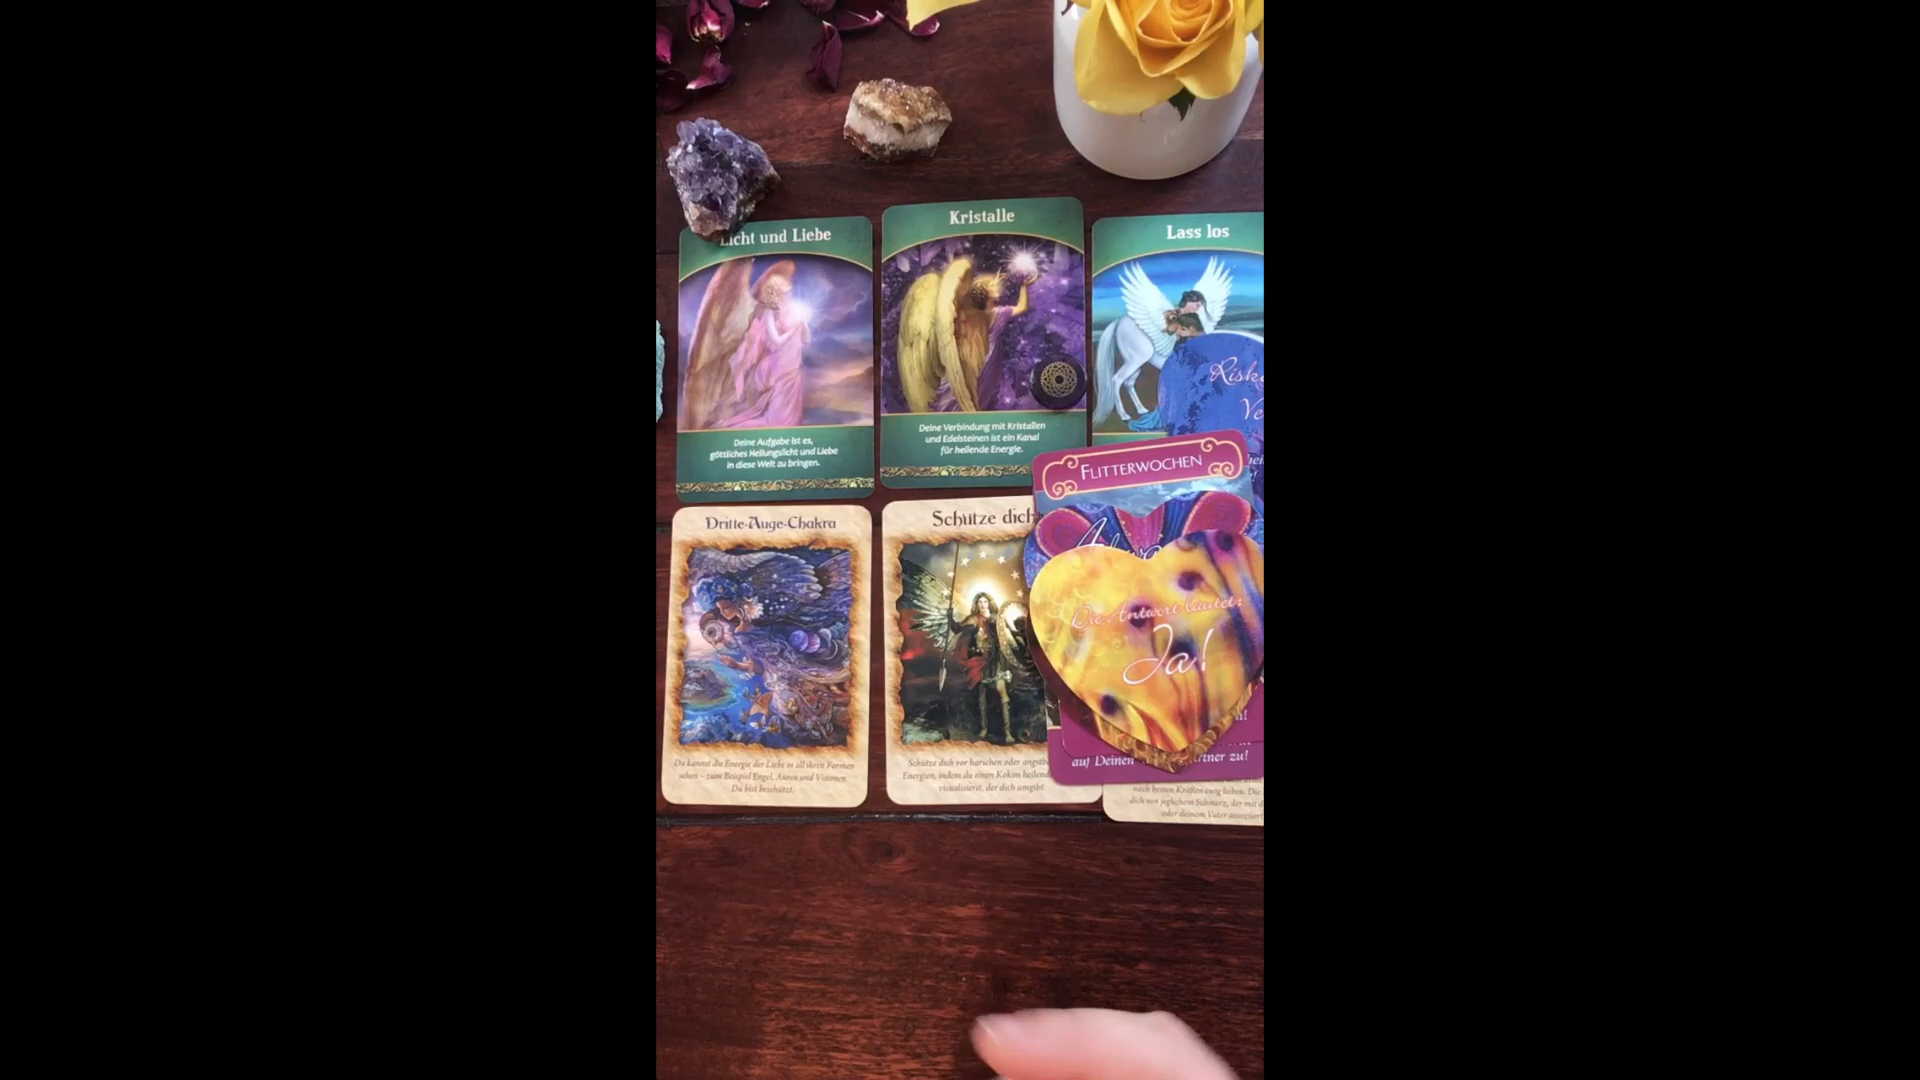 Licht und Liebe
Deine Aufgabe ist es,
göttliches Heilungslicht und Liebe
in diese Welt zu bringen.
Kristalle
Deine Verbindung mit Kristallen
und Edelsteinen ist ein Kanal
für heilende Energie.
Lass los
Dritte-Auge-Chakra
Du kannst die Energie der Liebe in all ihren Formen
sehen – zum Beispiel Engel, Auren und Visionen.
Du bist beschützt.
Schütze dich
Schütze dich vor harschen oder
Energien, indem du einen Kokon
visualisierst, der dich umgibt.
FLITTERWOCHEN
Die Antwort lautet:
Ja!
auf Deinen
zu!
nach besten Kräften ewig lieben. Die
dich von jeglichem Schmerz, der mit
oder deinem Vater